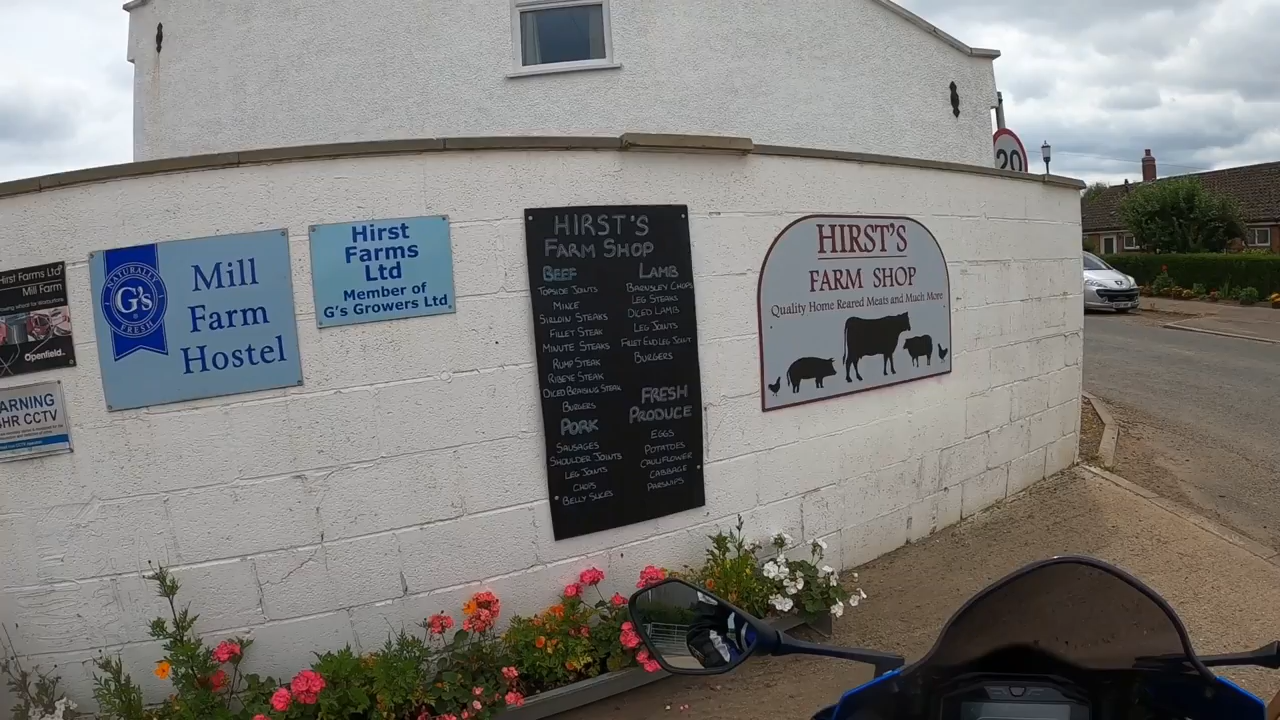 Hirst Farms Ltd
Mill Farm
Openfield
ARNING
HR CCTV
NATURALLY
G's
FRESH
Mill
Farm
Hostel
Hirst
Farms
Ltd
Member of
G's Growers Ltd.
HIRST'S
FARM SHOP
BEEF
TOPSIDE JOINTS
MINCE
SIRLOIN STEAKS
FILLET STEAK
MINUTE STEAKS
RUMP STEAK
RIBEYE STEAK
DICED BRAISING STEAK
BURGERS
PORK
SAUSAGES
SHOULDER JOINTS
LEG JOINTS
CHOPS
BELLY SLICES
LAMB
BARNSLEY CHOPS
LEG STEAKS
DICED LAMB
LEG JOINTS
FILLET END LEG JOINT
BURGERS
FRESH
PRODUCE
EGGS
POTATOES
CAULIFLOWER
CABBAGE
PARSNIPS
HIRST'S
FARM SHOP
Quality Home Reared Meats and Much More
20